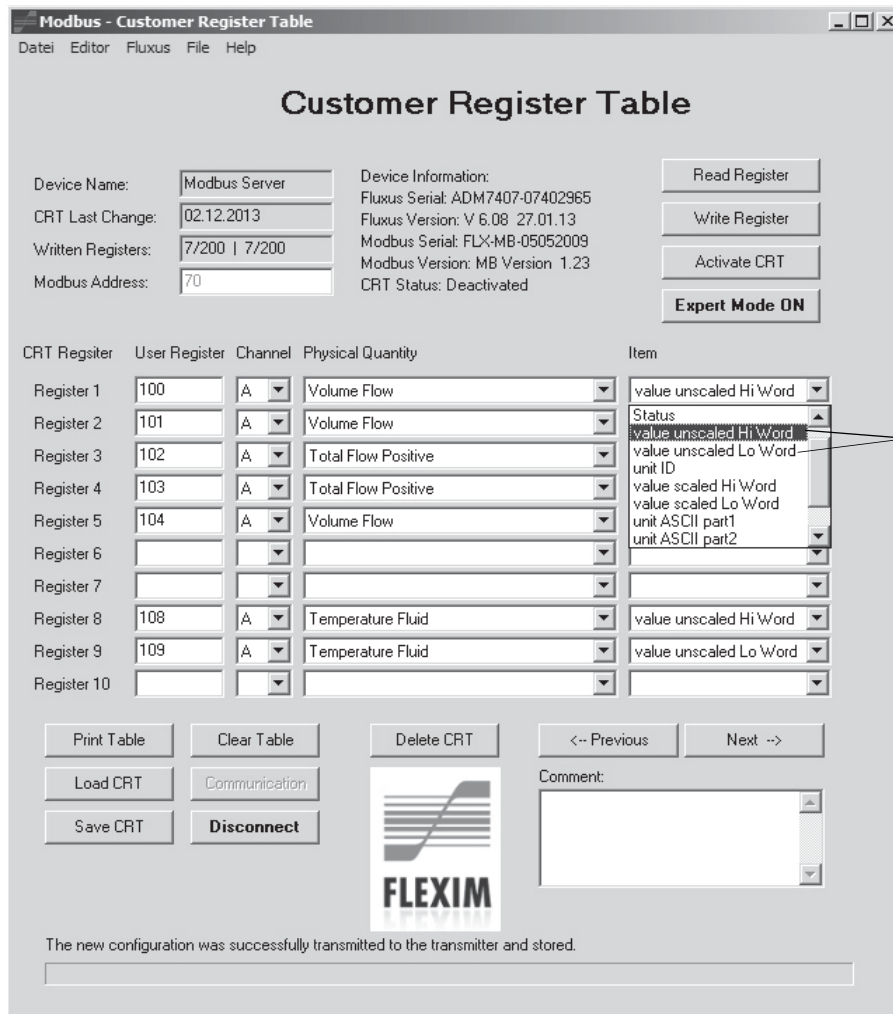 Modbus - Customer Register Table
Datei Editor Fluxus File Help
Customer Register Table
Device Name: Modbus Server
CRT Last Change: 02.12.2013
Written Registers: 7/200 | 7/200
Modbus Address: 70
Device Information:
Fluxus Serial: ADM7407-07402965
Fluxus Version: V 6.08 27.01.13
Modbus Serial: FLX-MB-05052009
Modbus Version: MB Version 1.23
CRT Status: Deactivated
Read Register
Write Register
Activate CRT
Expert Mode ON
CRT Regsiter User Register Channel Physical Quantity Item
Register 1 100 A Volume Flow value unscaled Hi Word
Register 2 101 A Volume Flow
Register 3 102 A Total Flow Positive
Register 4 103 A Total Flow Positive
Register 5 104 A Volume Flow
Status
value unscaled Hi Word
value unscaled Lo Word
unit ID
value scaled Hi Word
value scaled Lo Word
unit ASCII part1
unit ASCII part2
Register 6
Register 7
Register 8 108 A Temperature Fluid value unscaled Hi Word
Register 9 109 A Temperature Fluid value unscaled Lo Word
Register 10
Print Table Clear Table Delete CRT <-- Previous Next -->
Load CRT Communication
Save CRT Disconnect
Comment:
FLEXIM
The new configuration was successfully transmitted to the transmitter and stored.